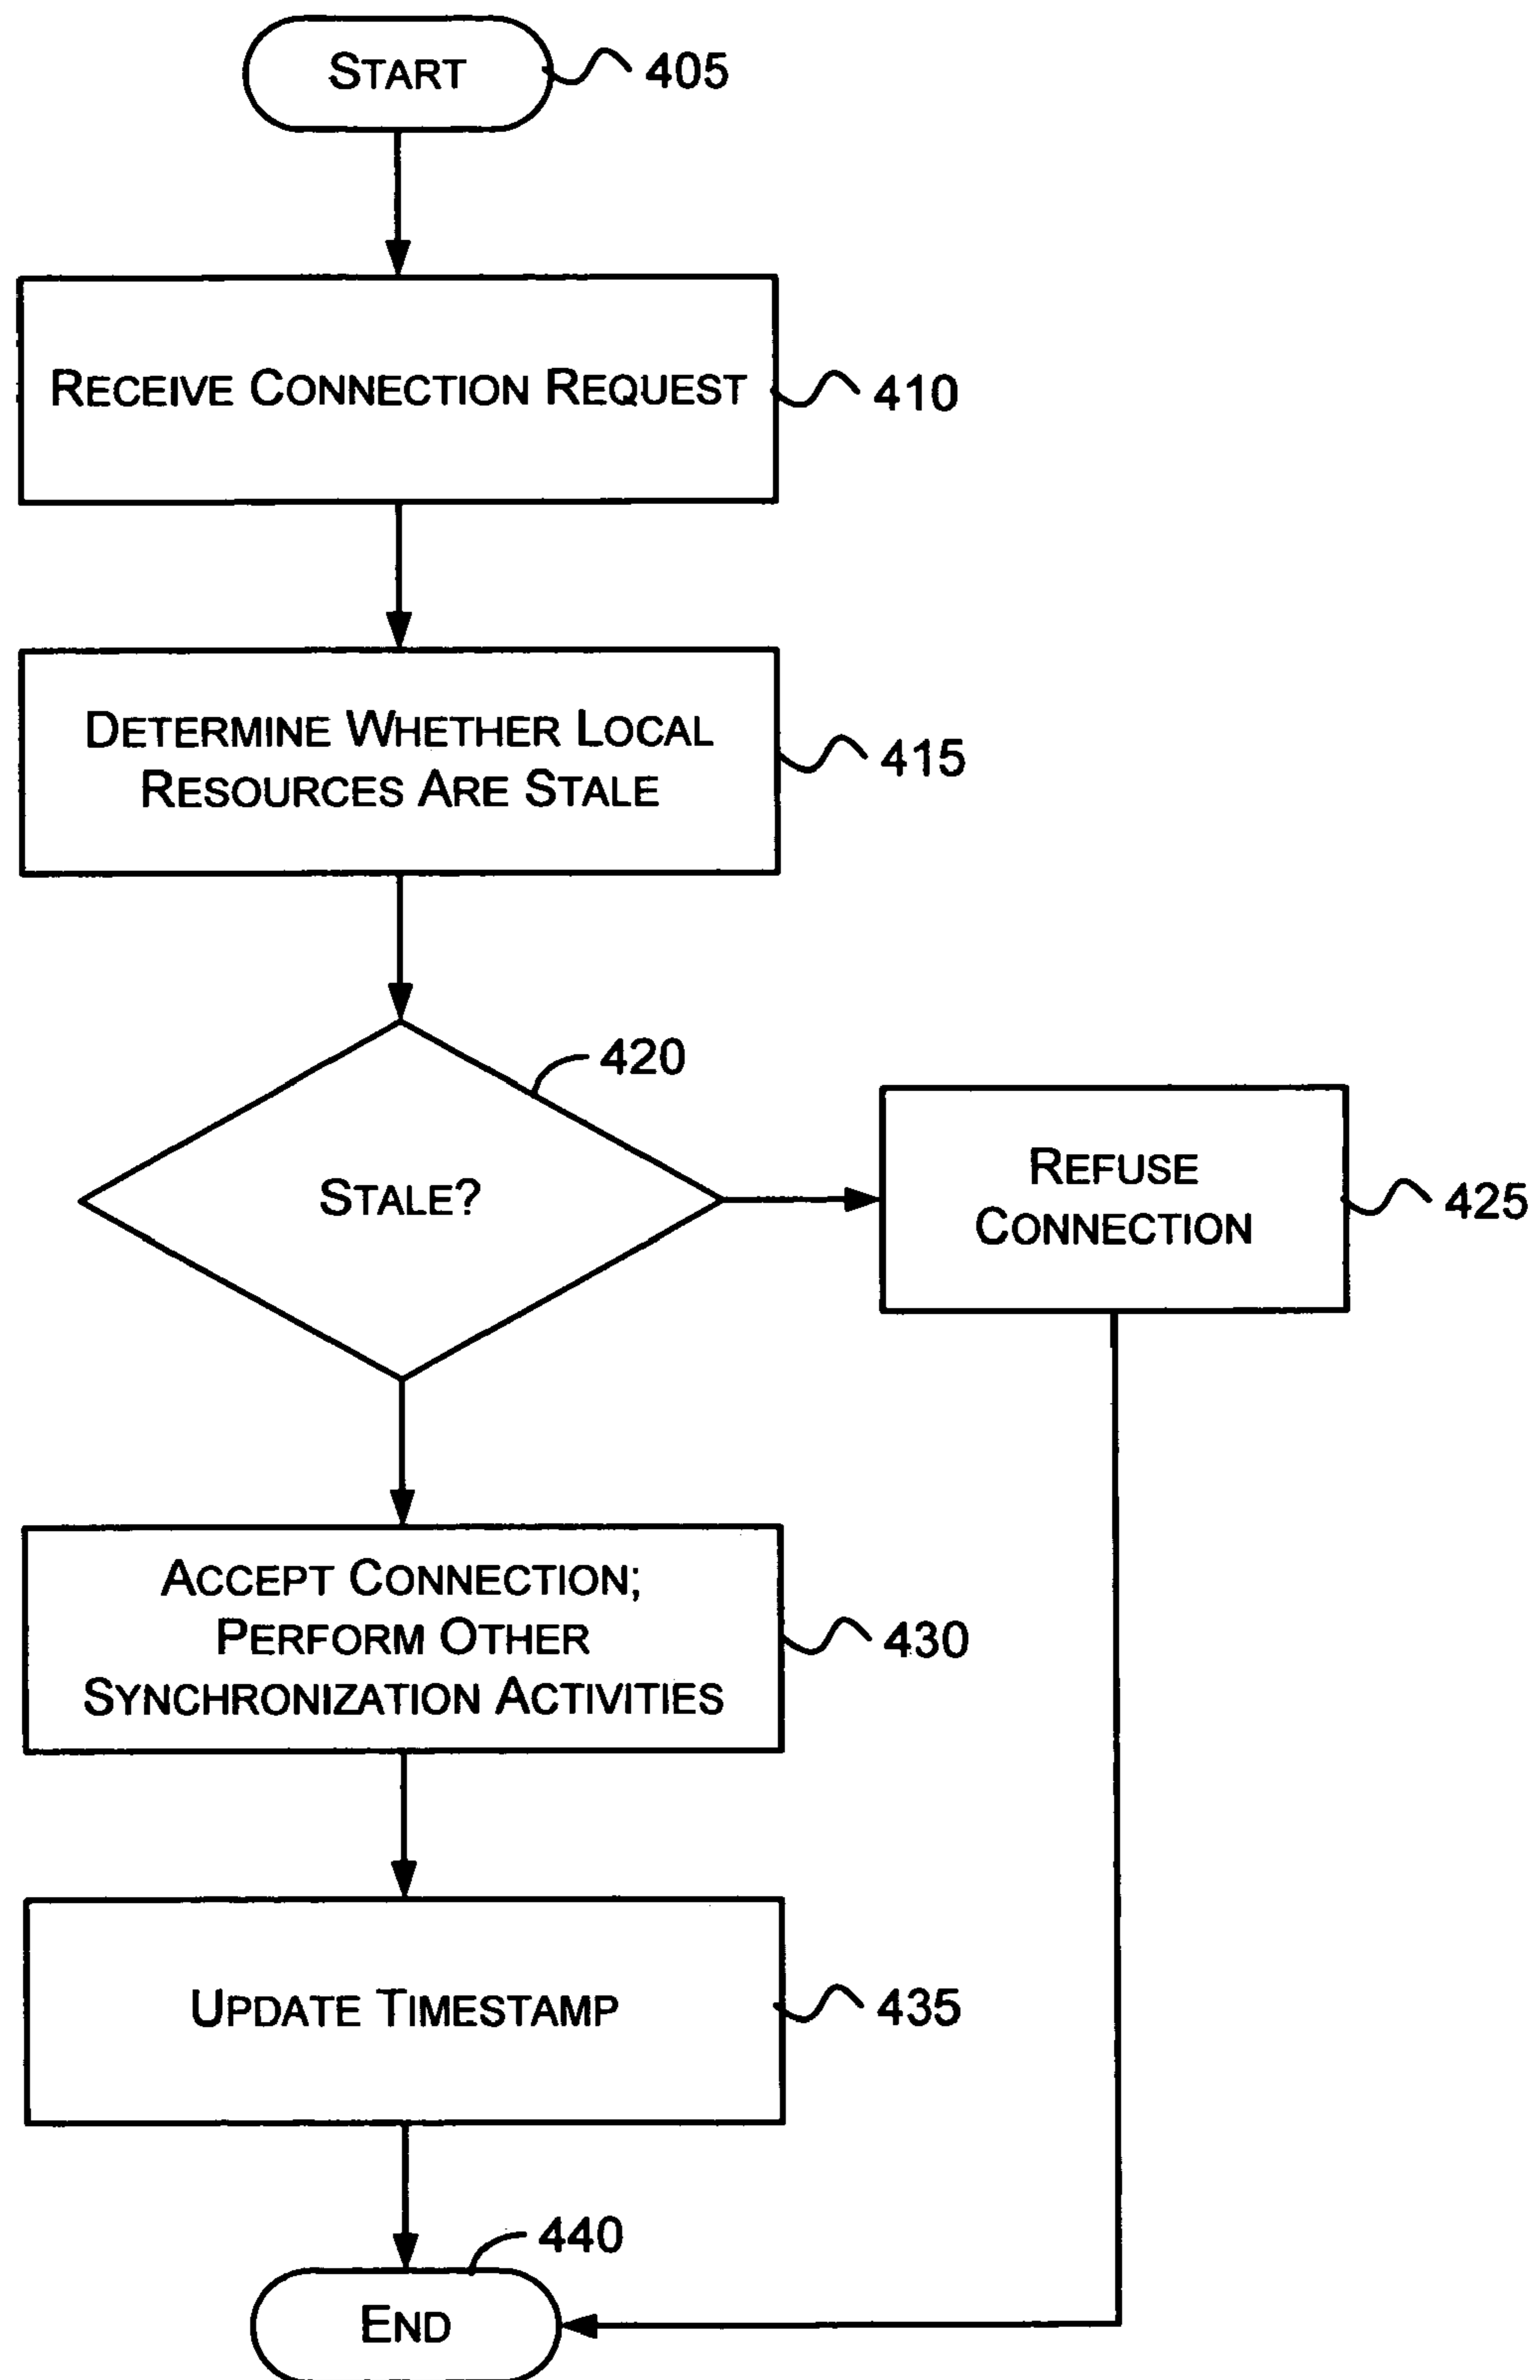 START
405
RECEIVE CONNECTION REQUEST
410
DETERMINE WHETHER LOCAL
RESOURCES ARE STALE
415
420
STALE?
REFUSE
CONNECTION
425
ACCEPT CONNECTION;
PERFORM OTHER
SYNCHRONIZATION ACTIVITIES
430
UPDATE TIMESTAMP
435
440
END